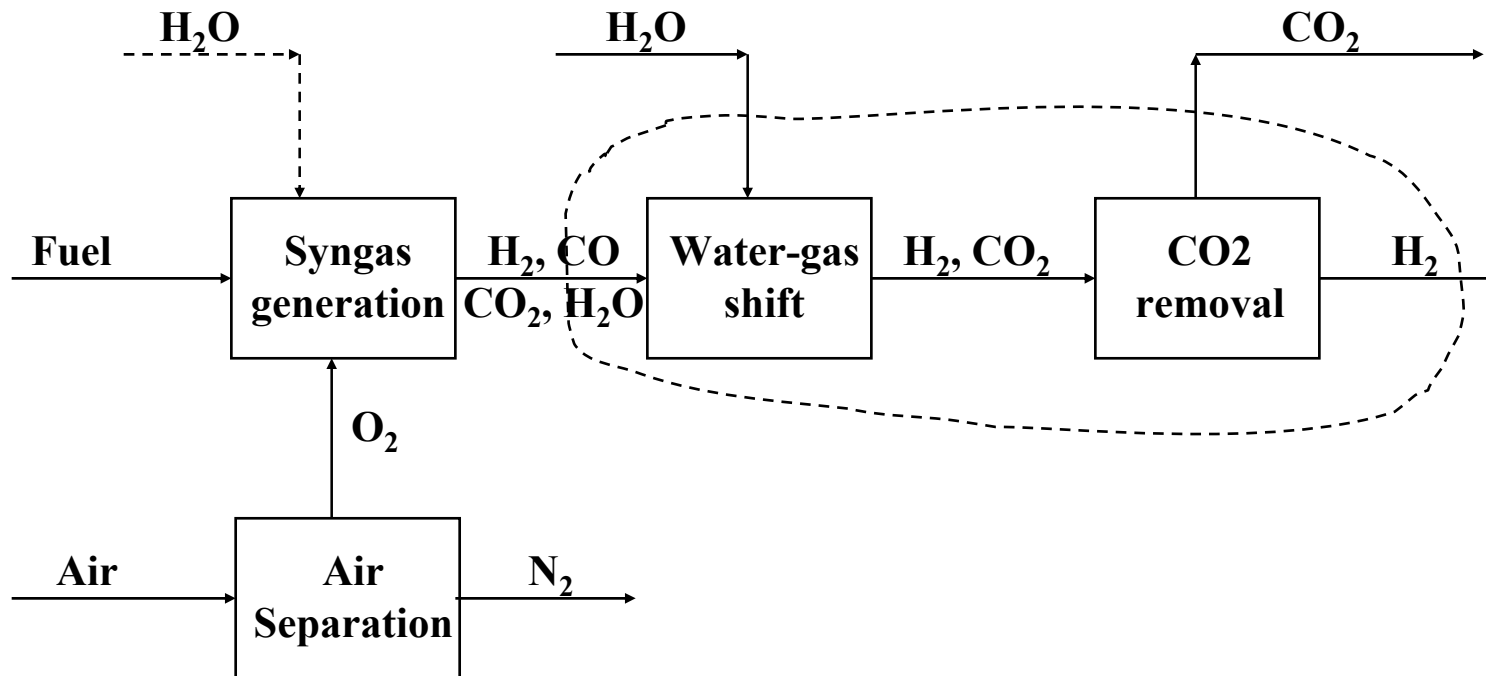 H₂O
H₂O
CO₂
Fuel
Syngas
generation
H₂, CO
CO₂, H₂O
Water-gas
shift
H₂, CO₂
CO2
removal
H₂
O₂
Air
Air
Separation
N₂